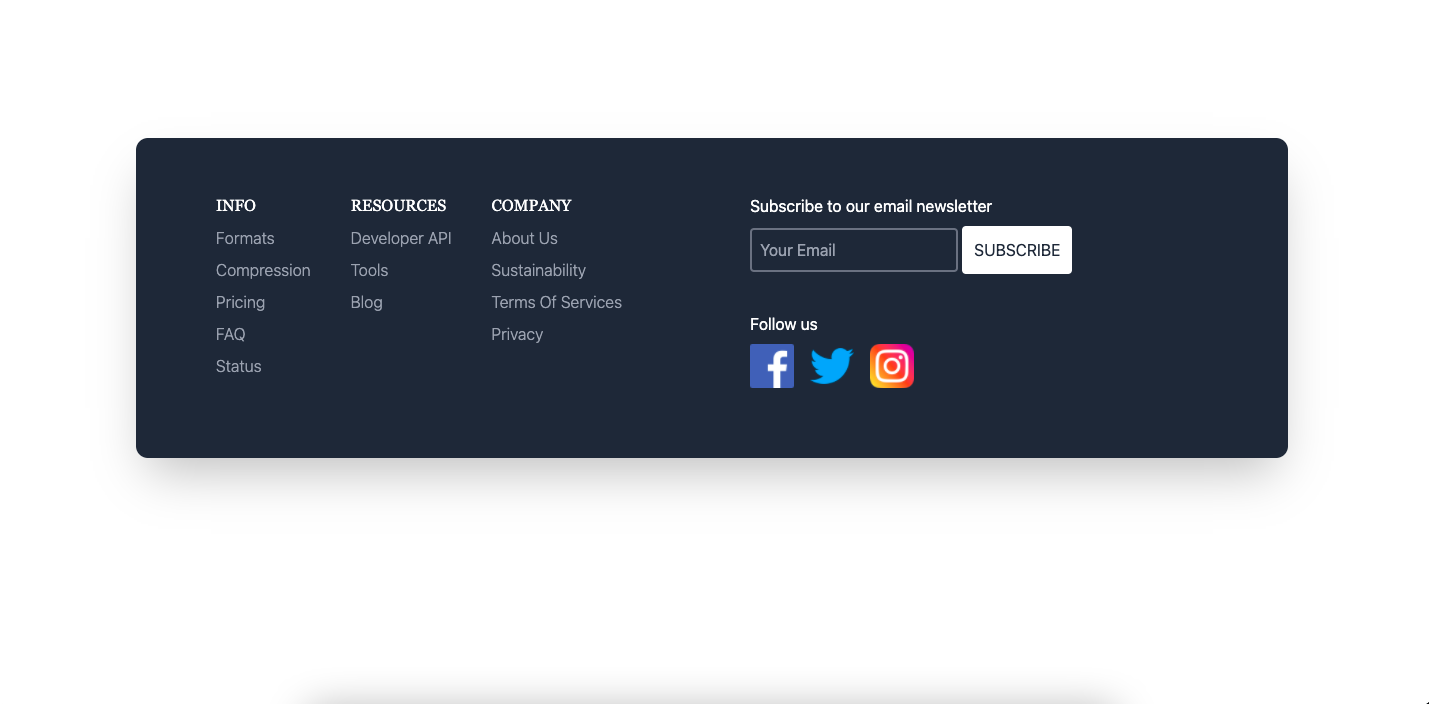 INFO
Formats
Compression
Pricing
FAQ
Status
RESOURCES
Developer API
Tools
Blog
COMPANY
About Us
Sustainability
Terms Of Services
Privacy
Subscribe to our email newsletter
Your Email
SUBSCRIBE
Follow us